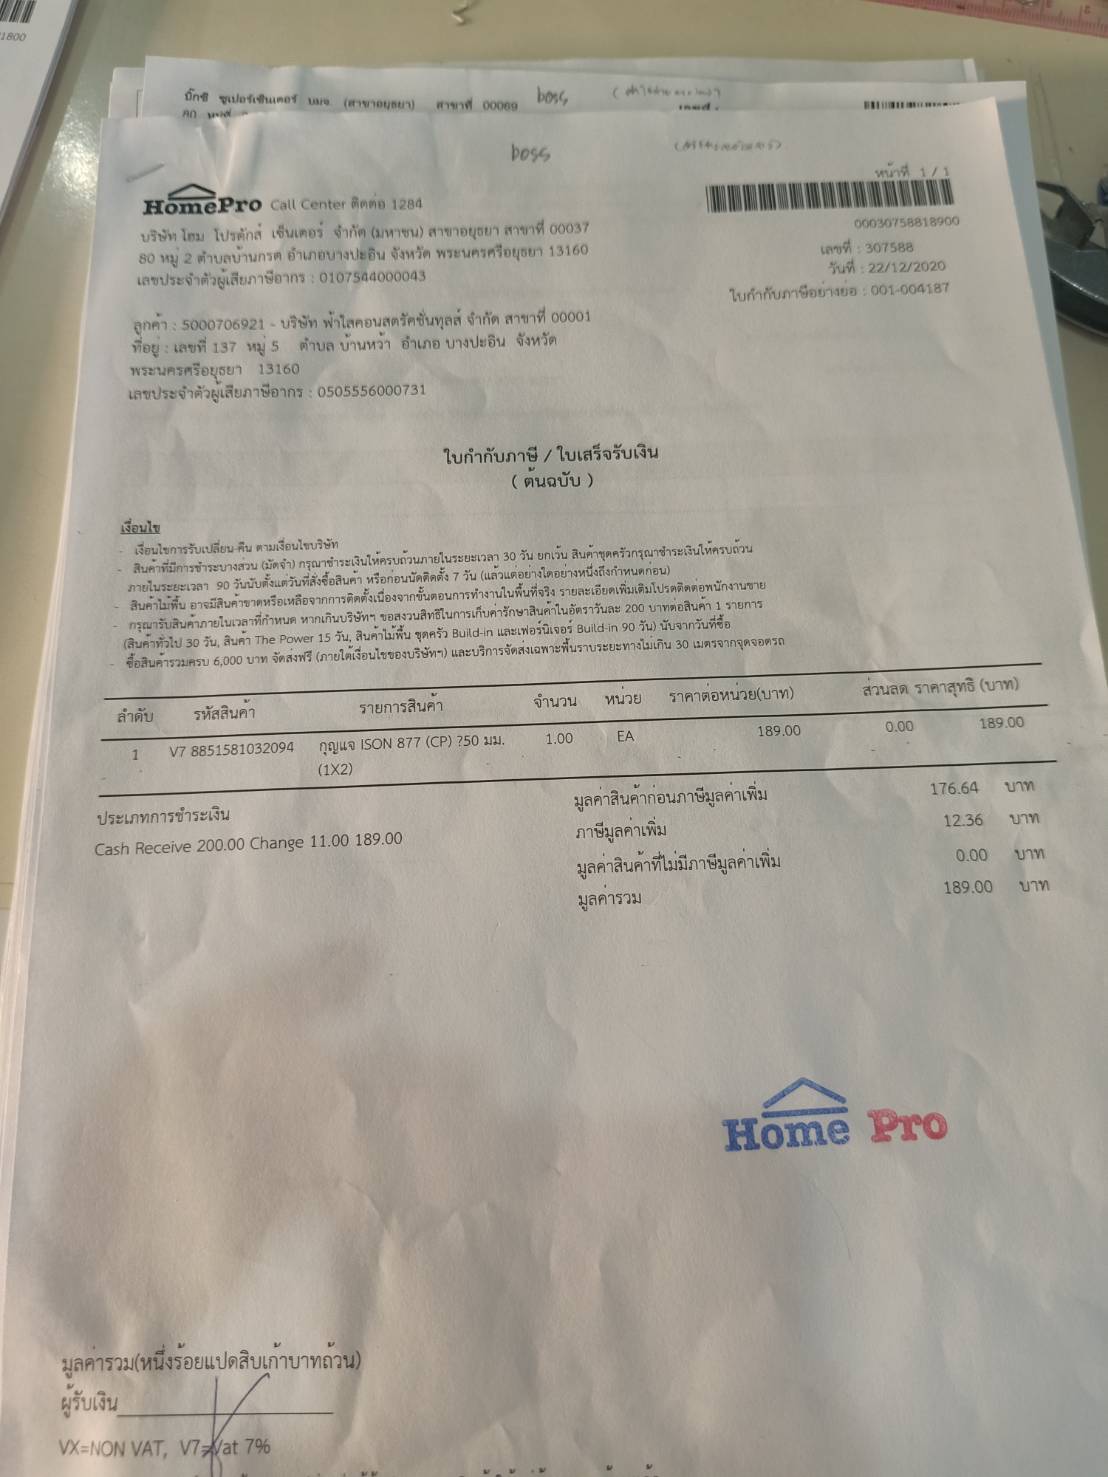 1800
บิ๊กซี ซูเปอร์เซ็นเตอร์ บมจ. (สาขาอยุธยา) สาขาที่ 00069 boss
boss
หน้าที่ 1 / 1
HomePro Call Center ติดต่อ 1284
00030758818900
บริษัท โฮม โปรดักส์ เซ็นเตอร์ จำกัด (มหาชน) สาขาอยุธยา สาขาที่ 00037
เลขที่ : 307588
80 หมู่ 2 ตำบลบ้านกรด อำเภอบางปะอิน จังหวัด พระนครศรีอยุธยา 13160
วันที่ : 22/12/2020
เลขประจำตัวผู้เสียภาษีอากร : 0107544000043
ใบกำกับภาษีอย่างย่อ : 001-004187
ลูกค้า : 5000706921 - บริษัท ฟ้าใสคอนสตรัคชั่นทูลส์ จำกัด สาขาที่ 00001
ที่อยู่ : เลขที่ 137 หมู่ 5 ตำบล บ้านหว้า อำเภอ บางปะอิน จังหวัด
พระนครศรีอยุธยา 13160
เลขประจำตัวผู้เสียภาษีอากร : 0505556000731
ใบกำกับภาษี / ใบเสร็จรับเงิน
( ต้นฉบับ )
เงื่อนไข
- เงื่อนไขการรับเปลี่ยน-คืน ตามเงื่อนไขบริษัท
- สินค้าที่มีการชำระบางส่วน (มัดจำ) กรุณาชำระเงินให้ครบถ้วนภายในระยะเวลา 30 วัน ยกเว้น สินค้าชุดครัวกรุณาชำระเงินให้ครบถ้วน
ภายในระยะเวลา 90 วันนับตั้งแต่วันที่สั่งซื้อสินค้า หรือก่อนนัดติดตั้ง 7 วัน (แล้วแต่อย่างใดอย่างหนึ่งถึงกำหนดก่อน)
- สินค้าไม้พื้น อาจมีสินค้าขาดหรือเหลือจากการติดตั้งเนื่องจากขั้นตอนการทำงานในพื้นที่จริง รายละเอียดเพิ่มเติมโปรดติดต่อพนักงานขาย
- กรุณารับสินค้าภายในเวลาที่กำหนด หากเกินบริษัทฯ ขอสงวนสิทธิในการเก็บค่ารักษาสินค้าในอัตราวันละ 200 บาทต่อสินค้า 1 รายการ
(สินค้าทั่วไป 30 วัน, สินค้า The Power 15 วัน, สินค้าไม้พื้น ชุดครัว Build-in และเฟอร์นิเจอร์ Build-in 90 วัน) นับจากวันที่ซื้อ
- ซื้อสินค้ารวมครบ 6,000 บาท จัดส่งฟรี (ภายใต้เงื่อนไขของบริษัทฯ) และบริการจัดส่งเฉพาะพื้นราบระยะทางไม่เกิน 30 เมตรจากจุดจอดรถ
ลำดับ รหัสสินค้า รายการสินค้า จำนวน หน่วย ราคาต่อหน่วย(บาท) ส่วนลด ราคาสุทธิ (บาท)
1 V7 8851581032094 กุญแจ ISON 877 (CP) ?50 มม. 1.00 EA 189.00 0.00 189.00
(1X2)
ประเภทการชำระเงิน มูลค่าสินค้าก่อนภาษีมูลค่าเพิ่ม 176.64 บาท
Cash Receive 200.00 Change 11.00 189.00 ภาษีมูลค่าเพิ่ม 12.36 บาท
มูลค่าสินค้าที่ไม่มีภาษีมูลค่าเพิ่ม 0.00 บาท
มูลค่ารวม 189.00 บาท
Home Pro
มูลค่ารวม(หนึ่งร้อยแปดสิบเก้าบาทถ้วน)
ผู้รับเงิน
VX=NON VAT, V7=Vat 7%